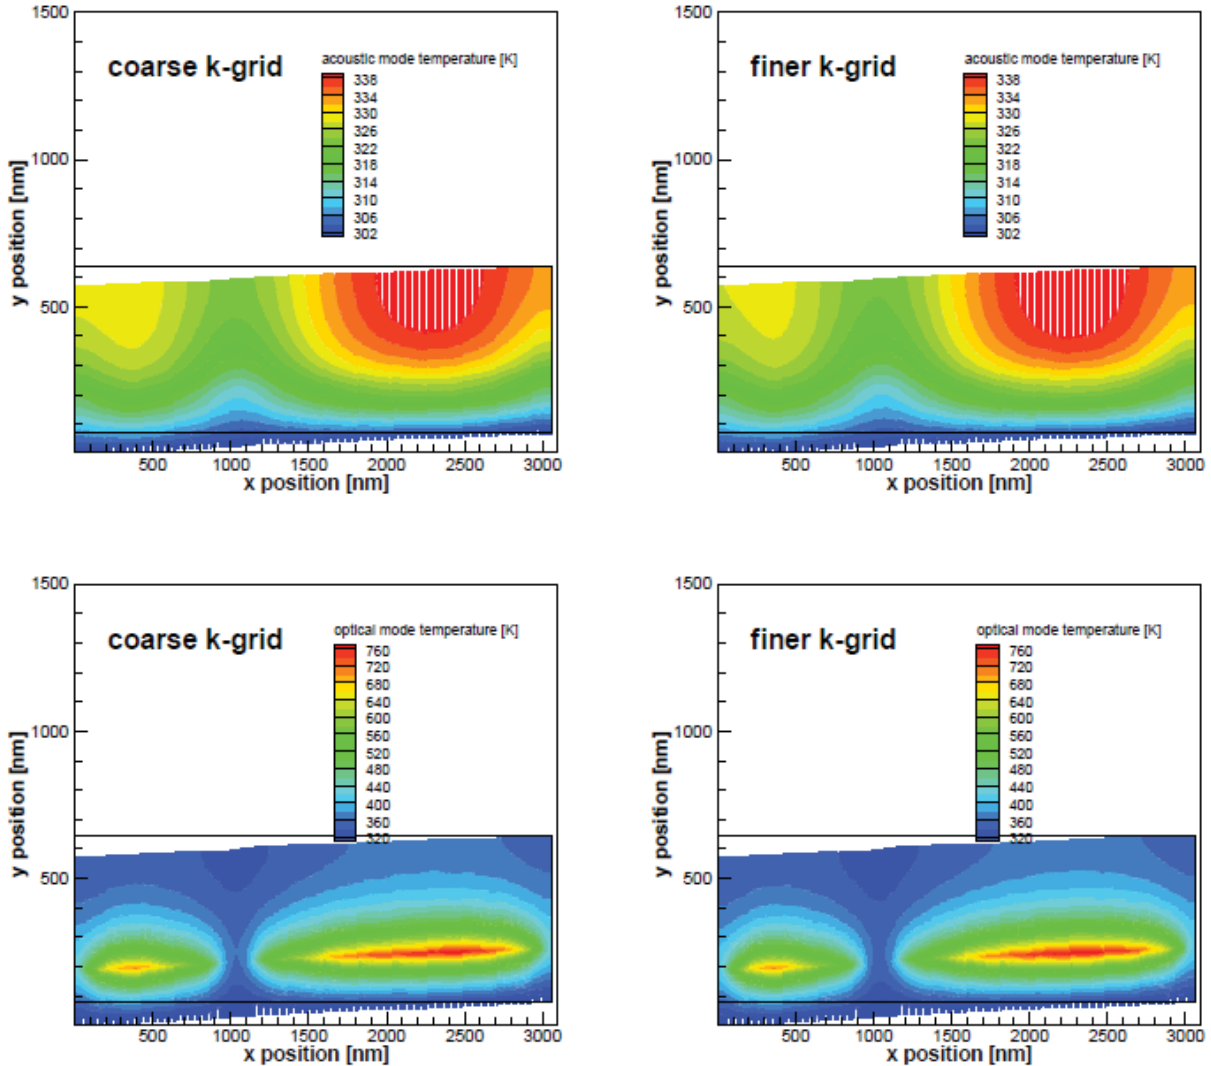 1500
coarse k-grid
acoustic mode temperature [K]
338
334
330
326
322
318
314
310
306
302
1000
500
y position [nm]
500 1000 1500 2000 2500 3000
x position [nm]
1500
finer k-grid
acoustic mode temperature [K]
338
334
330
326
322
318
314
310
306
302
1000
500
y position [nm]
500 1000 1500 2000 2500 3000
x position [nm]
1500
coarse k-grid
optical mode temperature [K]
760
720
680
640
600
560
520
480
440
400
360
320
1000
500
y position [nm]
500 1000 1500 2000 2500 3000
x position [nm]
1500
finer k-grid
optical mode temperature [K]
760
720
680
640
600
560
520
480
440
400
360
320
1000
500
y position [nm]
500 1000 1500 2000 2500 3000
x position [nm]